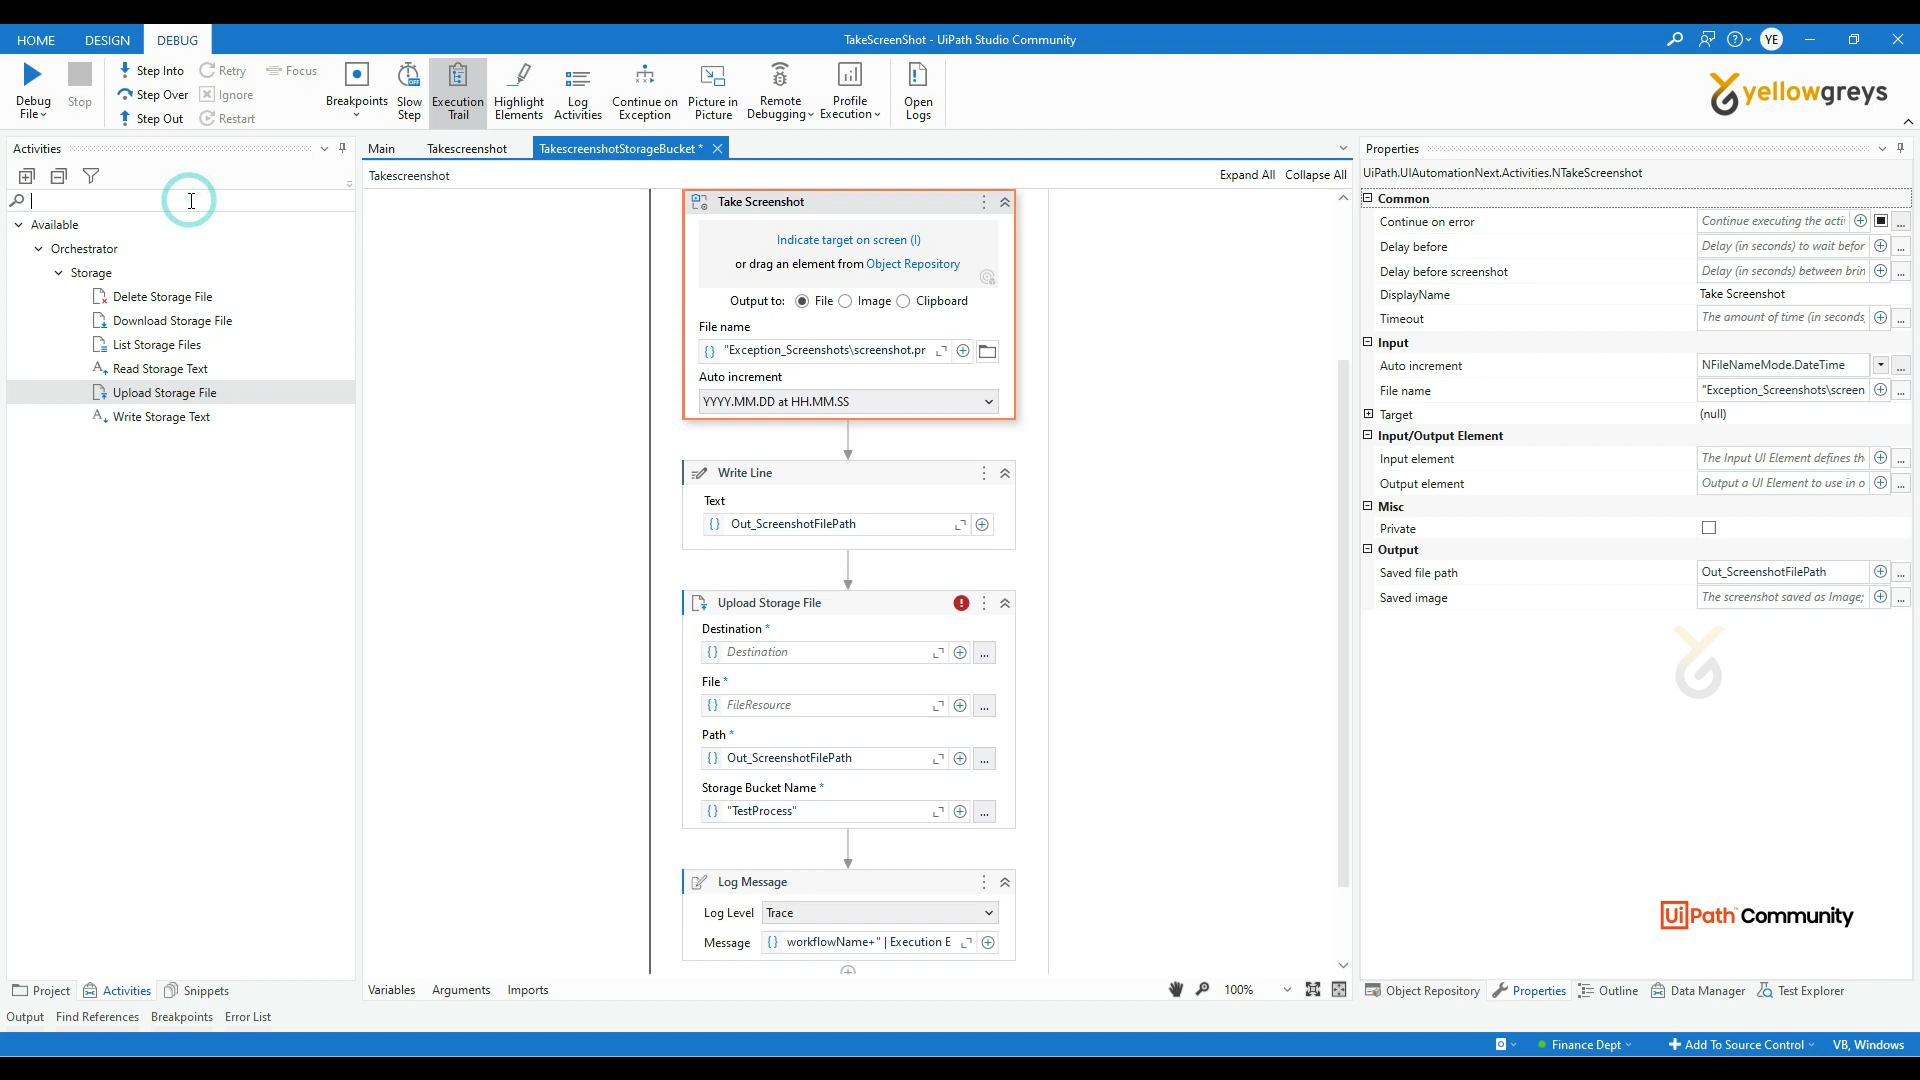 HOME DESIGN DEBUG TakeScreenShot - UiPath Studio Community YE
Debug File Stop Step Into Step Over Step Out Retry Ignore Restart Focus Breakpoints Slow Step Execution Trail Highlight Elements Log Activities Continue on Exception Picture in Picture Remote Debugging Profile Execution Open Logs
yellowgreys
Activities
Available
Orchestrator
Storage
Delete Storage File
Download Storage File
List Storage Files
Read Storage Text
Upload Storage File
Write Storage Text
Project Activities Snippets
Main Takescreenshot TakescreenshotStorageBucket *
Takescreenshot Expand All Collapse All
Take Screenshot
Indicate target on screen (I)
or drag an element from Object Repository
Output to: File Image Clipboard
File name
"Exception_Screenshots\screenshot.pr
Auto increment
YYYY.MM.DD at HH.MM.SS
Write Line
Text
Out_ScreenshotFilePath
Upload Storage File
Destination *
Destination
File *
FileResource
Path *
Out_ScreenshotFilePath
Storage Bucket Name *
"TestProcess"
Log Message
Log Level Trace
Message workflowName+" | Execution E
Variables Arguments Imports 100%
Properties
UiPath.UIAutomationNext.Activities.NTakeScreenshot
Common
Continue on error Continue executing the acti
Delay before Delay (in seconds) to wait befor
Delay before screenshot Delay (in seconds) between brin
DisplayName Take Screenshot
Timeout The amount of time (in seconds,
Input
Auto increment NFileNameMode.DateTime
File name "Exception_Screenshots\screen
Target (null)
Input/Output Element
Input element The Input UI Element defines th
Output element Output a UI Element to use in o
Misc
Private
Output
Saved file path Out_ScreenshotFilePath
Saved image The screenshot saved as Image;
UiPath Community
Object Repository Properties Outline Data Manager Test Explorer
Output Find References Breakpoints Error List
Finance Dept Add To Source Control VB, Windows